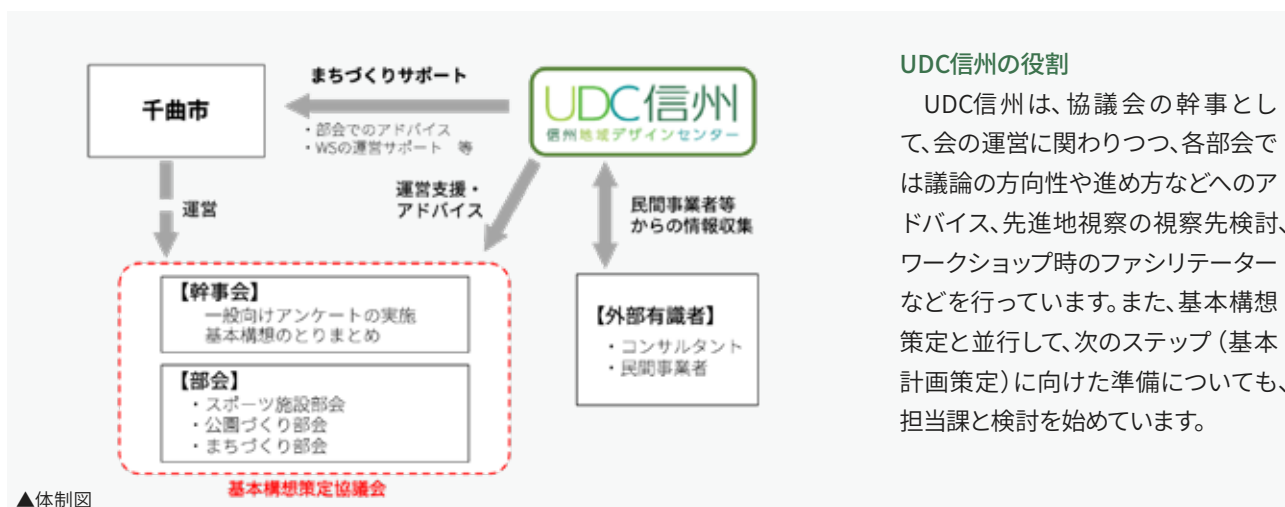 まちづくりサポート
千曲市
UDC信州
信州地域デザインセンター
・部会でのアドバイス
・WSの運営サポート 等
運営
運営支援・
アドバイス
民間事業者等
からの情報収集
【幹事会】
一般向けアンケートの実施
基本構想のとりまとめ
【部会】
・スポーツ施設部会
・公園づくり部会
・まちづくり部会
基本構想策定協議会
【外部有識者】
・コンサルタント
・民間事業者
▲体制図
UDC信州の役割
UDC信州は、協議会の幹事とし
て、会の運営に関わりつつ、各部会で
は議論の方向性や進め方などへのア
ドバイス、先進地視察の視察先検討、
ワークショップ時のファシリテーター
などを行っています。また、基本構想
策定と並行して、次のステップ（基本
計画策定）に向けた準備についても、
担当課と検討を始めています。